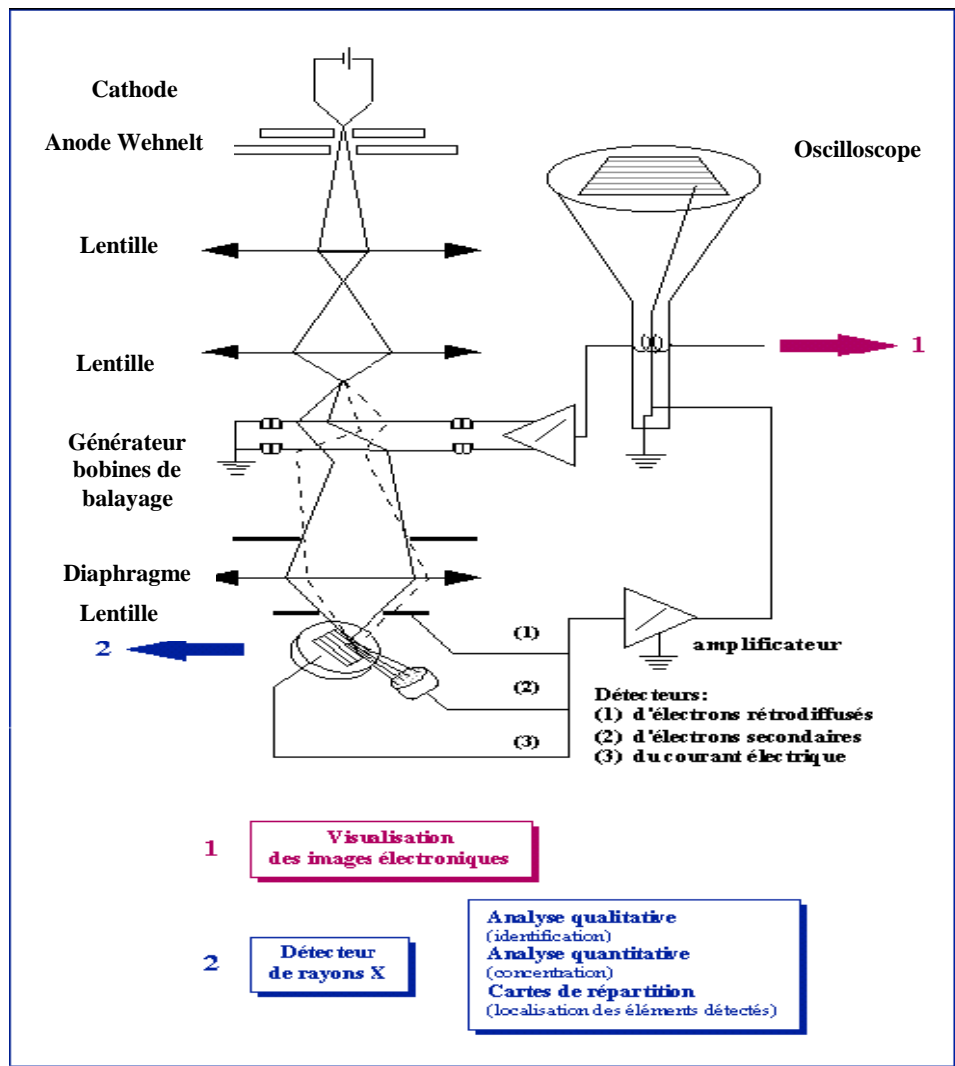 Cathode
Anode Wehnelt
Oscilloscope
Lentille
1
Lentille
Générateur
bobines de
balayage
Diaphragme
Lentille
2
(1)
amplificateur
(2)
Détecteurs:
(1) d'électrons rétrodiffusés
(2) d'électrons secondaires
(3)
(3) du courant électrique
1
Visualisation
des images électroniques
2
Détecteur
de rayons X
Analyse qualitative
(identification)
Analyse quantitative
(concentration)
Cartes de répartition
(localisation des éléments détectés)